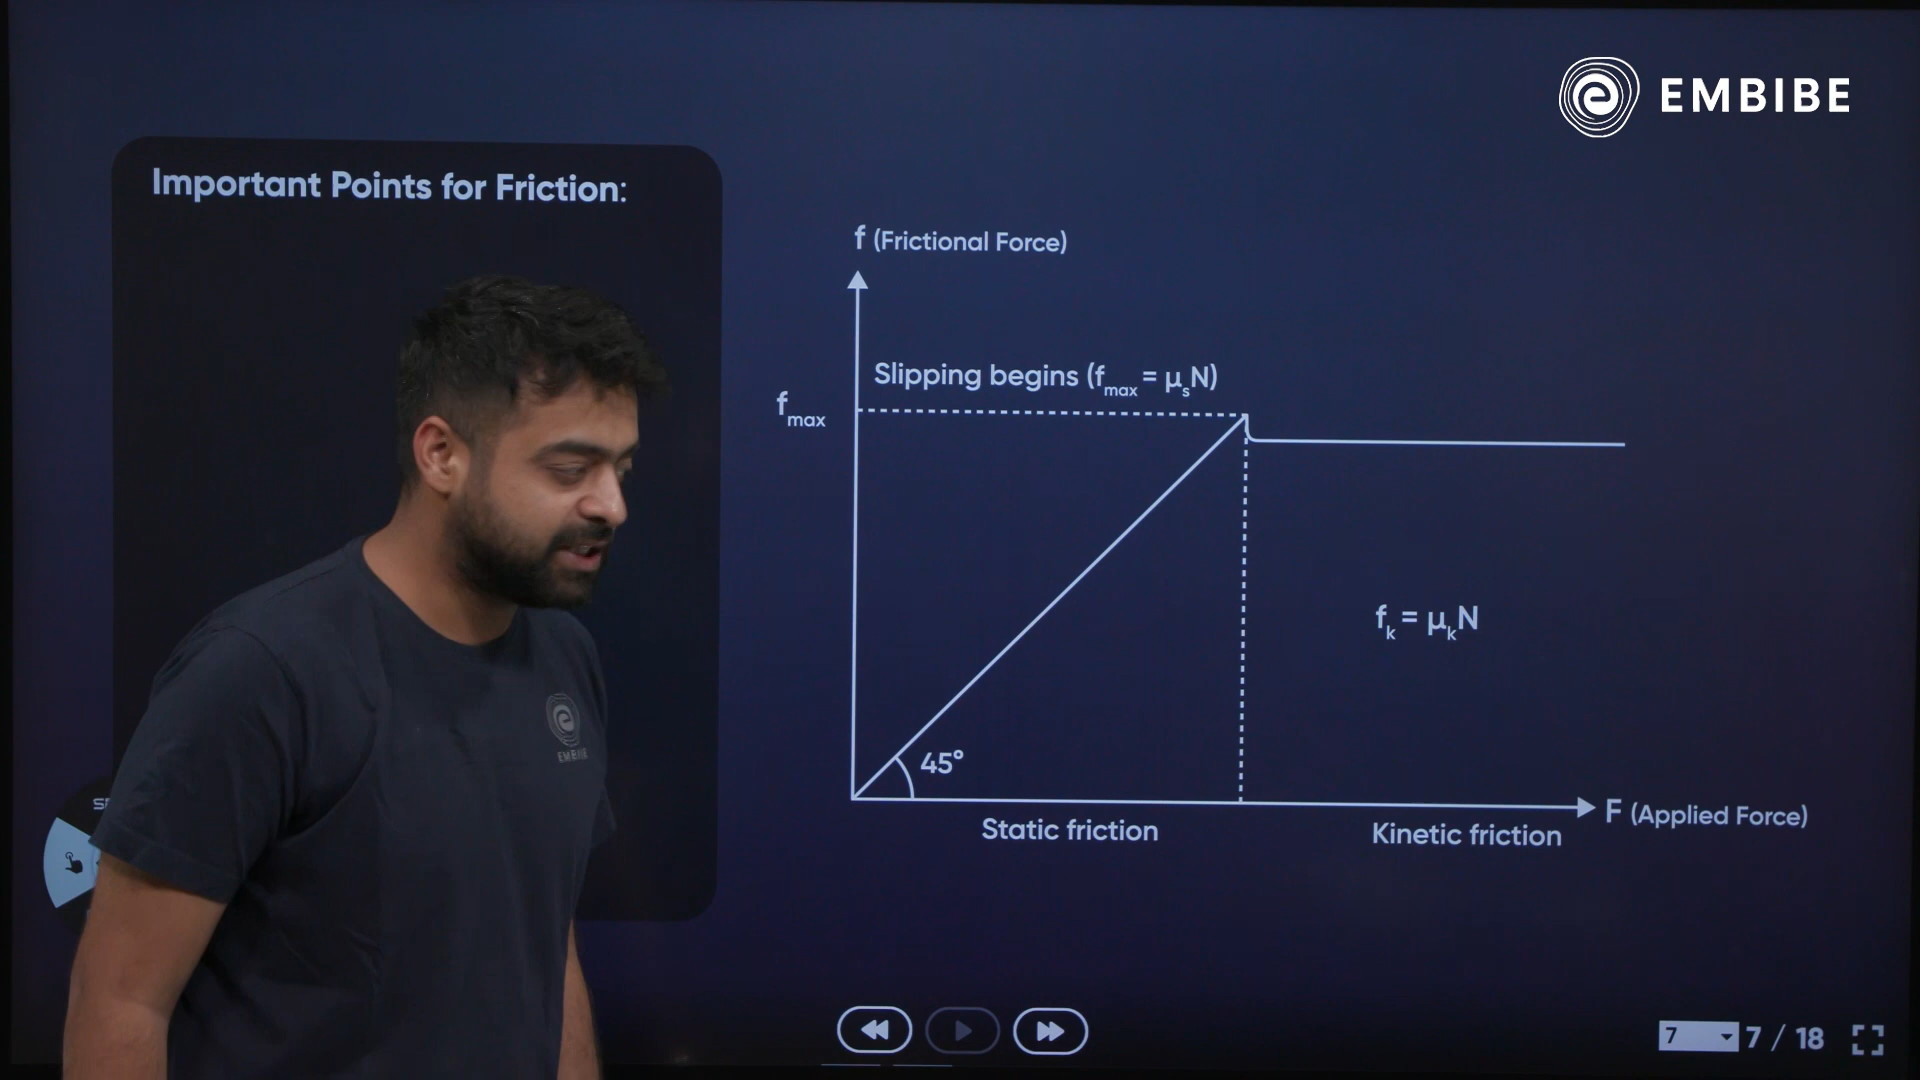 EMBIBE
Important Points for Friction:
f (Frictional Force)
Slipping begins (fmax = μsN)
fmax
fk = μkN
45°
EMBIBE
F (Applied Force)
Static friction
Kinetic friction
7
7 / 18